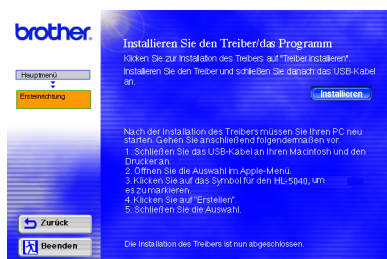 brother.
Hauptmenü
Ersteinrichtung
Installieren Sie den Treiber/das Programm
Klicken Sie zur Installation des Teibers auf "Treiber installieren".
Installieren Sie den Treiber und schließen Sie danach das USB-Kabel
an.
Installieren
Nach der Installation des Treibers müssen Sie Ihren PC neu
starten. Gehen Sie anschließend folgendermaßen vor.
1. Schließen Sie das USB-Kabel an Ihren Macintosh und den
Drucker an.
2. Öffnen Sie die Auswahl im Apple-Menü.
3. Klicken Sie auf das Symbol für den HL-5040, um
es zu markieren.
4. Klicken Sie auf "Erstellen".
5. Schließen Sie die Auswahl.
Zurück
Beenden
Die Installation des Treibers ist nun abgeschlossen.